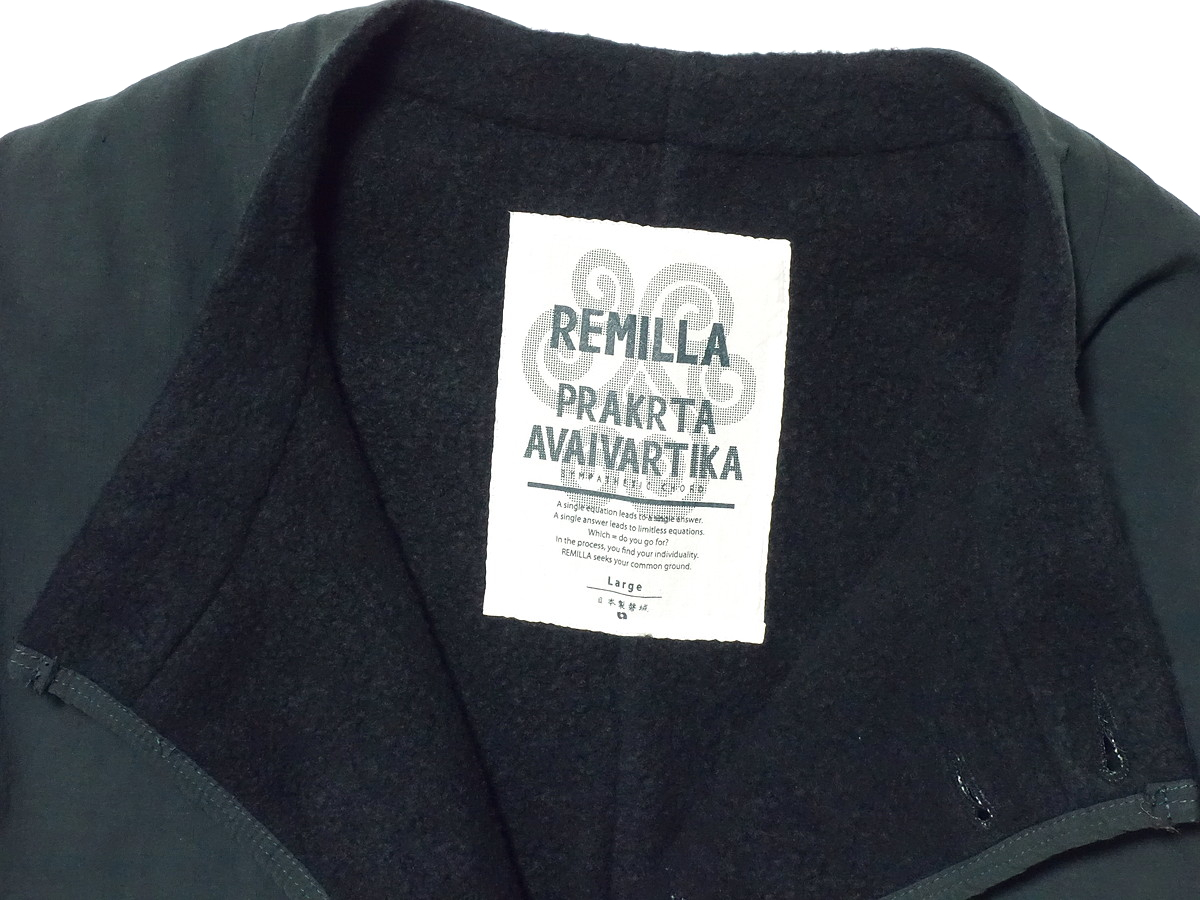 REMILLA
PRAKRTA
AVAIVARTIKA
SYMPATHETIC CHORD
A single equation leads to a single answer.
A single answer leads to limitless equations.
Which ∞ do you go for?
In the process, you find your individuality.
REMILLA seeks your common ground.
Large
日本製